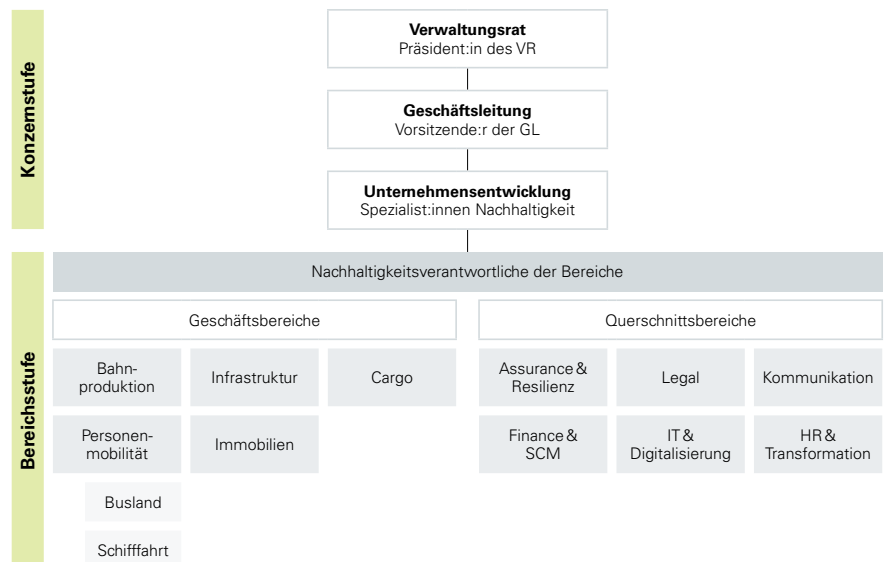 Konzernstufe
Verwaltungsrat
Präsident:in des VR
Geschäftsleitung
Vorsitzende:r der GL
Unternehmensentwicklung
Spezialist:innen Nachhaltigkeit
Bereichsstufe
Nachhaltigkeitsverantwortliche der Bereiche
Geschäftsbereiche
Bahn-
produktion
Infrastruktur
Cargo
Personen-
mobilität
Immobilien
Busland
Schifffahrt
Querschnittsbereiche
Assurance &
Resilienz
Legal
Kommunikation
Finance &
SCM
IT &
Digitalisierung
HR &
Transformation